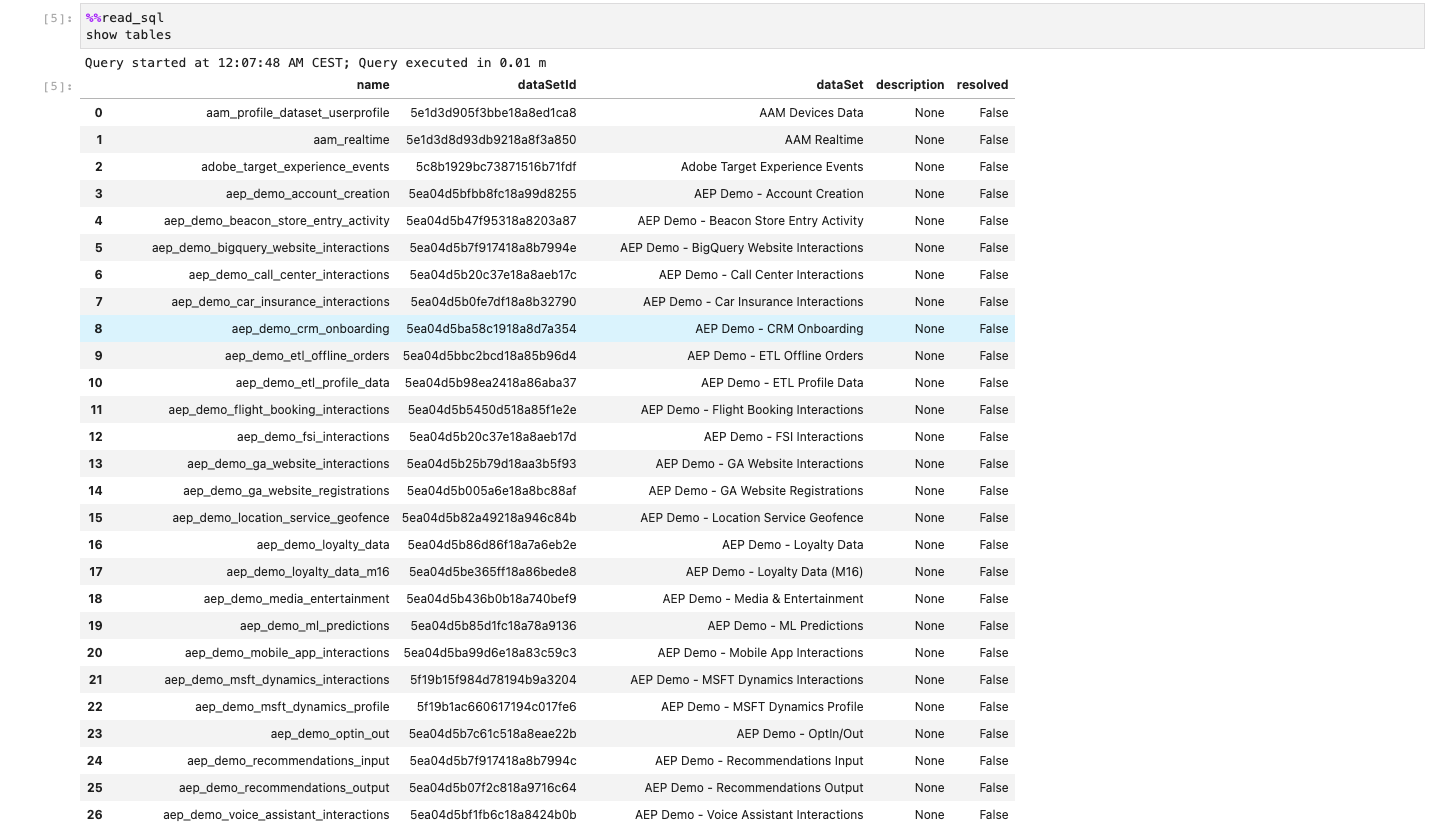 [5]: %%read_sql
show tables
Query started at 12:07:48 AM CEST; Query executed in 0.01 m
[5]: name dataSetId dataSet description resolved
0 aam_profile_dataset_userprofile 5e1d3d905f3bbe18a8ed1ca8 AAM Devices Data None False
1 aam_realtime 5e1d3d8d93db9218a8f3a850 AAM Realtime None False
2 adobe_target_experience_events 5c8b1929bc73871516b71fdf Adobe Target Experience Events None False
3 aep_demo_account_creation 5ea04d5bfbb8fc18a99d8255 AEP Demo - Account Creation None False
4 aep_demo_beacon_store_entry_activity 5ea04d5b47f95318a8203a87 AEP Demo - Beacon Store Entry Activity None False
5 aep_demo_bigquery_website_interactions 5ea04d5b7f917418a8b7994e AEP Demo - BigQuery Website Interactions None False
6 aep_demo_call_center_interactions 5ea04d5b20c37e18a8aeb17c AEP Demo - Call Center Interactions None False
7 aep_demo_car_insurance_interactions 5ea04d5b0fe7df18a8b32790 AEP Demo - Car Insurance Interactions None False
8 aep_demo_crm_onboarding 5ea04d5ba58c1918a8d7a354 AEP Demo - CRM Onboarding None False
9 aep_demo_etl_offline_orders 5ea04d5bbc2bcd18a85b96d4 AEP Demo - ETL Offline Orders None False
10 aep_demo_etl_profile_data 5ea04d5b98ea2418a86aba37 AEP Demo - ETL Profile Data None False
11 aep_demo_flight_booking_interactions 5ea04d5b5450d518a85f1e2e AEP Demo - Flight Booking Interactions None False
12 aep_demo_fsi_interactions 5ea04d5b20c37e18a8aeb17d AEP Demo - FSI Interactions None False
13 aep_demo_ga_website_interactions 5ea04d5b25b79d18aa3b5f93 AEP Demo - GA Website Interactions None False
14 aep_demo_ga_website_registrations 5ea04d5b005a6e18a8bc88af AEP Demo - GA Website Registrations None False
15 aep_demo_location_service_geofence 5ea04d5b82a49218a946c84b AEP Demo - Location Service Geofence None False
16 aep_demo_loyalty_data 5ea04d5b86d86f18a7a6eb2e AEP Demo - Loyalty Data None False
17 aep_demo_loyalty_data_m16 5ea04d5be365ff18a86bede8 AEP Demo - Loyalty Data (M16) None False
18 aep_demo_media_entertainment 5ea04d5b436b0b18a740bef9 AEP Demo - Media & Entertainment None False
19 aep_demo_ml_predictions 5ea04d5b85d1fc18a78a9136 AEP Demo - ML Predictions None False
20 aep_demo_mobile_app_interactions 5ea04d5ba99d6e18a83c59c3 AEP Demo - Mobile App Interactions None False
21 aep_demo_msft_dynamics_interactions 5f19b15f984d78194b9a3204 AEP Demo - MSFT Dynamics Interactions None False
22 aep_demo_msft_dynamics_profile 5f19b1ac660617194c017fe6 AEP Demo - MSFT Dynamics Profile None False
23 aep_demo_optin_out 5ea04d5b7c61c518a8eae22b AEP Demo - OptIn/Out None False
24 aep_demo_recommendations_input 5ea04d5b7f917418a8b7994c AEP Demo - Recommendations Input None False
25 aep_demo_recommendations_output 5ea04d5b07f2c818a9716c64 AEP Demo - Recommendations Output None False
26 aep_demo_voice_assistant_interactions 5ea04d5bf1fb6c18a8424b0b AEP Demo - Voice Assistant Interactions None False